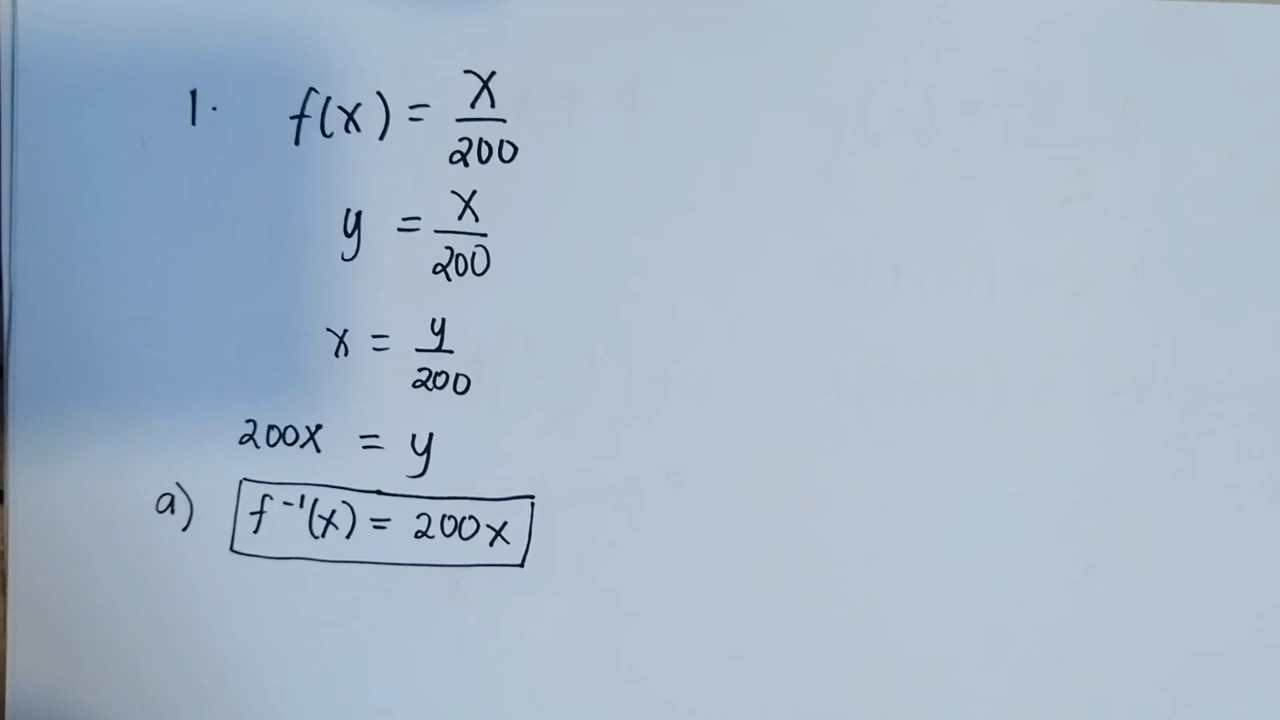 1. f(x) = x/200
y = x/200
x = y/200
200x = y
a) f⁻¹(x) = 200x